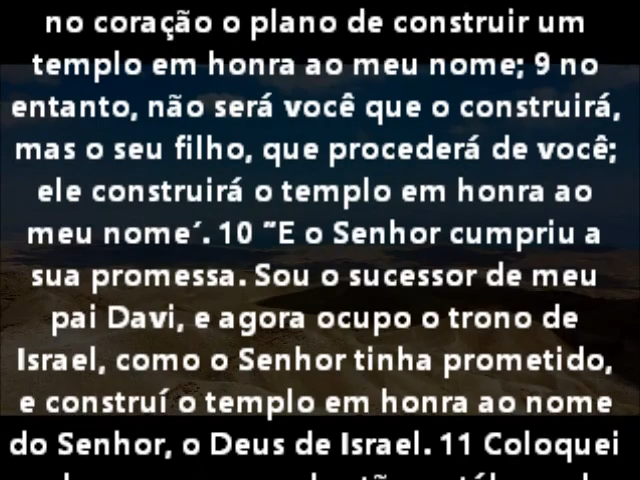 no coração o plano de construir um
templo em honra ao meu nome; 9 no
entanto, não será você que o construirá,
mas o seu filho, que procederá de você;
ele construirá o templo em honra ao
meu nome´. 10 “E o Senhor cumpriu a
sua promessa. Sou o sucessor de meu
pai Davi, e agora ocupo o trono de
Israel, como o Senhor tinha prometido,
e construí o templo em honra ao nome
do Senhor, o Deus de Israel. 11 Coloquei